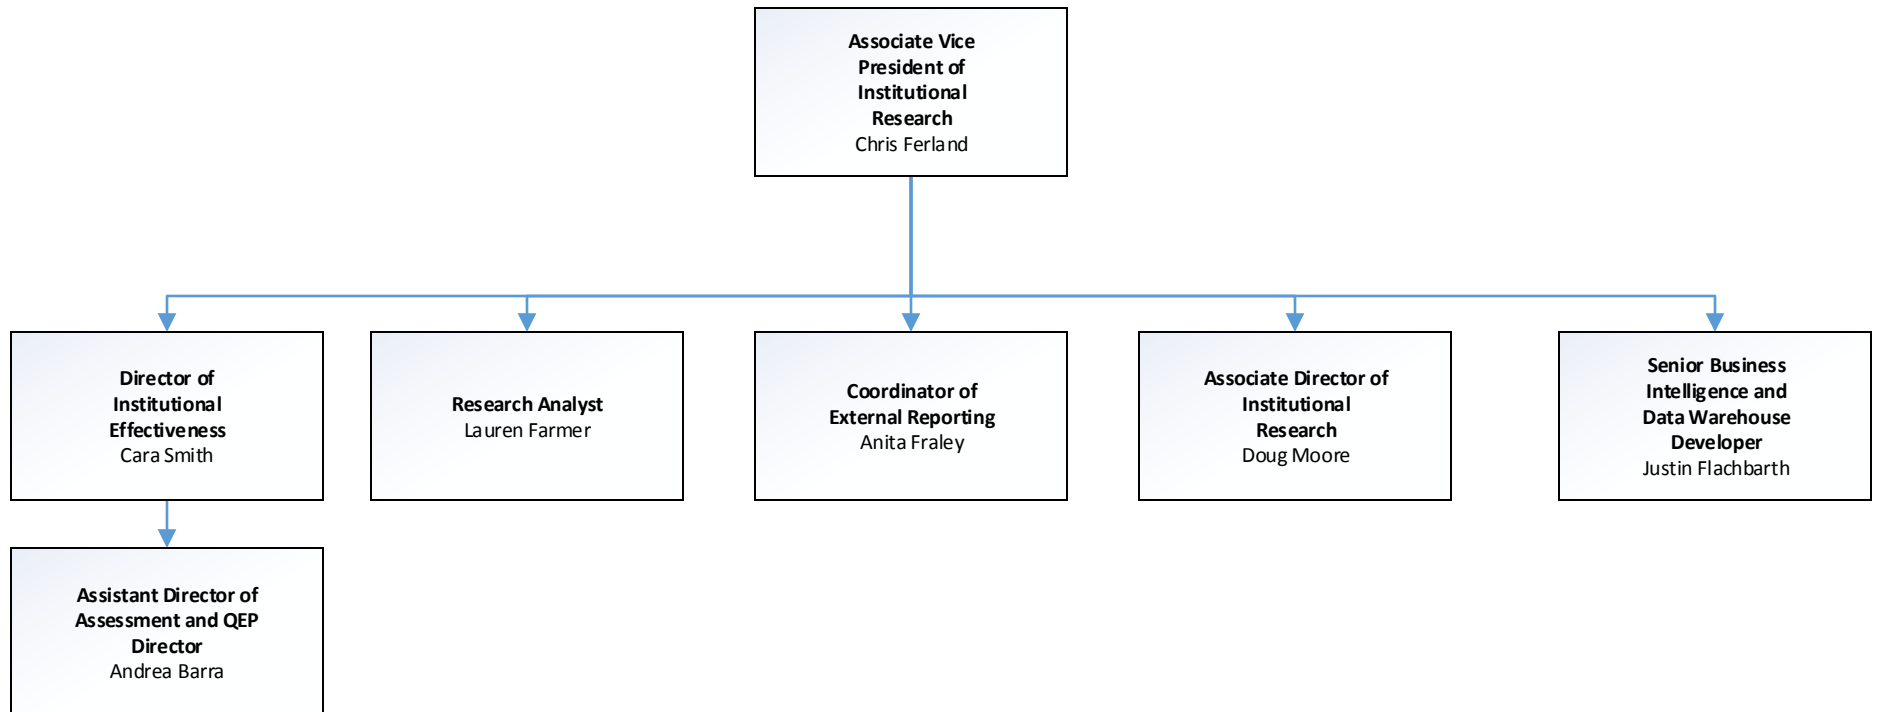 Associate Vice
President of
Institutional
Research
Chris Ferland
Director of
Institutional
Effectiveness
Cara Smith
Research Analyst
Lauren Farmer
Coordinator of
External Reporting
Anita Fraley
Associate Director of
Institutional
Research
Doug Moore
Senior Business
Intelligence and
Data Warehouse
Developer
Justin Flachbarth
Assistant Director of
Assessment and QEP
Director
Andrea Barra